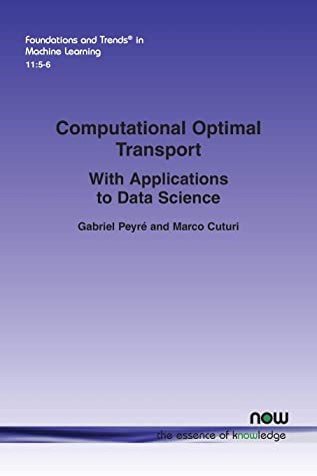 Foundations and Trends® in
Machine Learning
11:5-6
Computational Optimal
Transport
With Applications
to Data Science
Gabriel Peyré and Marco Cuturi
now
the essence of knowledge